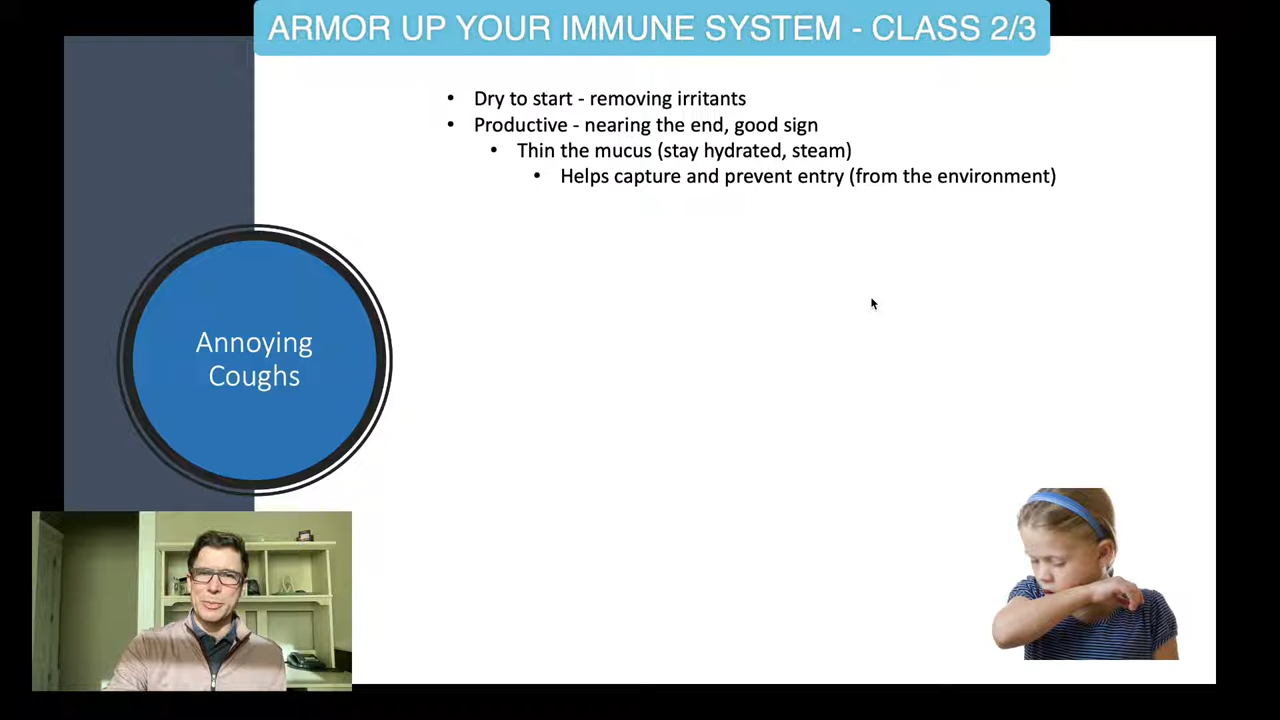 ARMOR UP YOUR IMMUNE SYSTEM - CLASS 2/3
• Dry to start - removing irritants
• Productive - nearing the end, good sign
• Thin the mucus (stay hydrated, steam)
• Helps capture and prevent entry (from the environment)
Annoying
Coughs